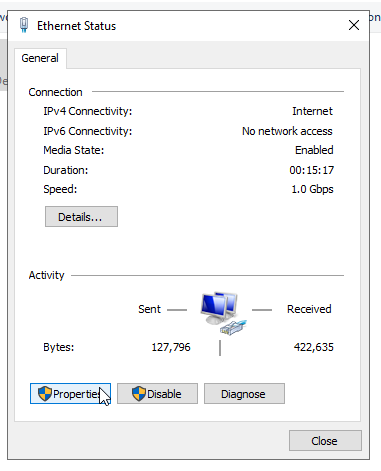 Ethernet Status
General
Connection
IPv4 Connectivity: Internet
IPv6 Connectivity: No network access
Media State: Enabled
Duration: 00:15:17
Speed: 1.0 Gbps
Details...
Activity
Sent Received
Bytes: 127,796 422,635
Properties Disable Diagnose
Close